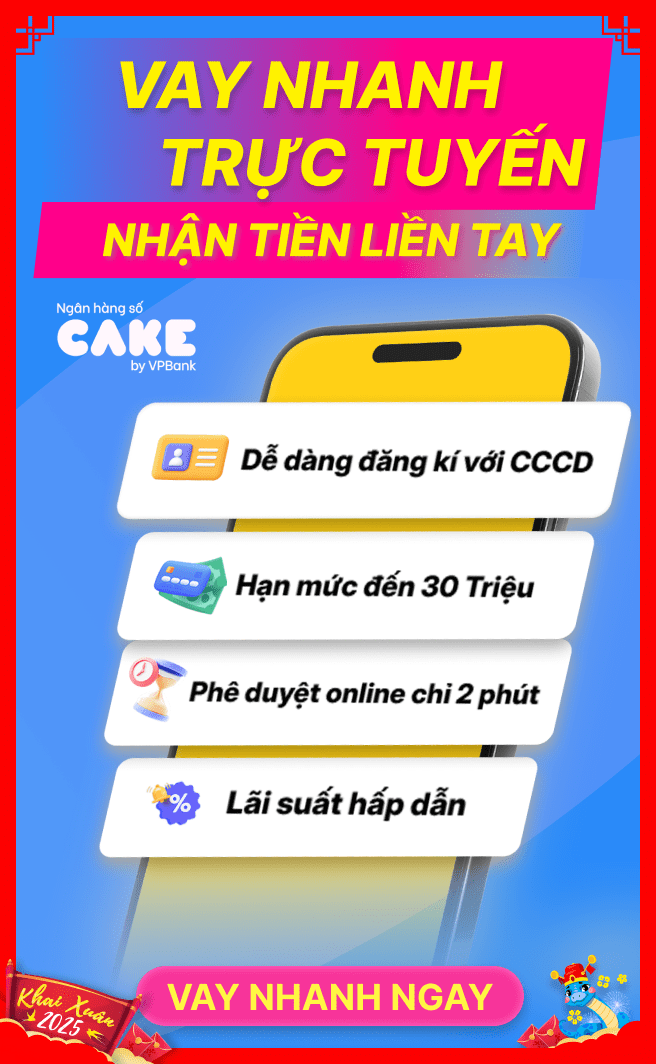 VAY NHANH
TRỰC TUYẾN
NHẬN TIỀN LIỀN TAY
Ngân hàng số
CAKE
by VPBank
Dễ dàng đăng kí với CCCD
Hạn mức đến 30 Triệu
Phê duyệt online chỉ 2 phút
%
Lãi suất hấp dẫn
Khai Xuân
2025
VAY NHANH NGAY